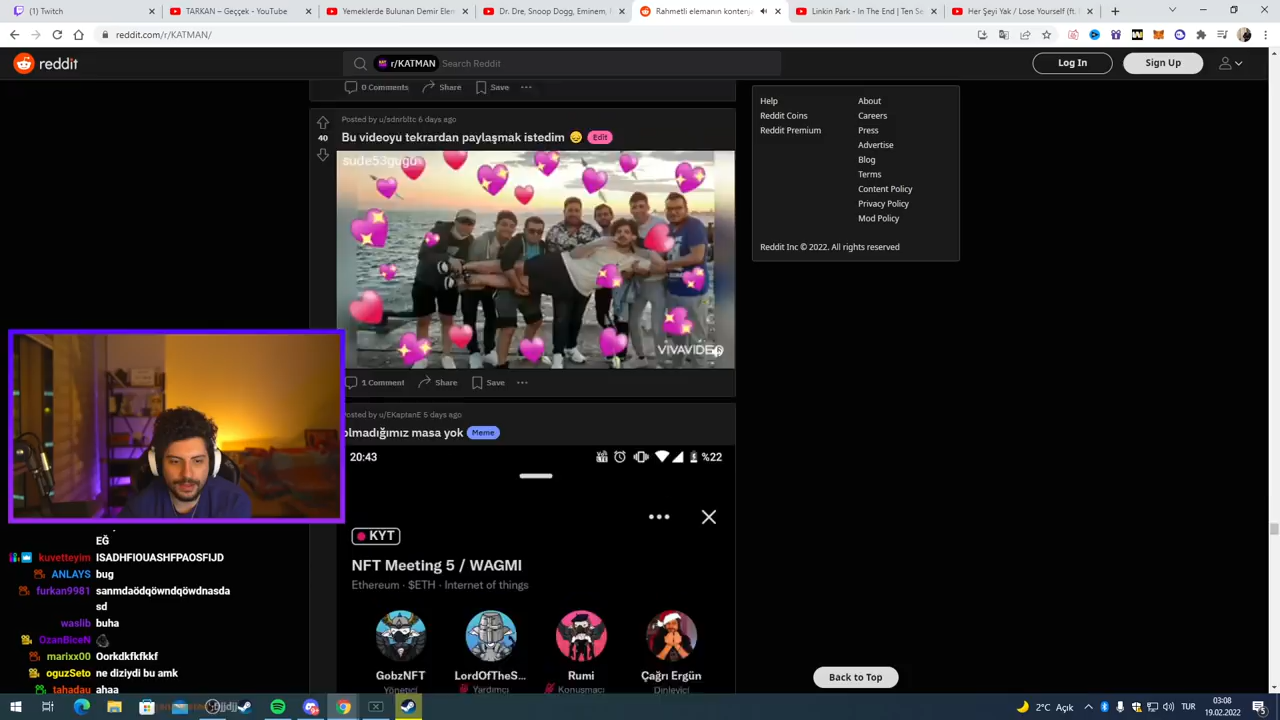 (1) Twitch
TARKAN – Geççek - YouTube
Yemeklerde Bulunan Demir Elem
Dr. Dre, Snoop Dogg, Eminem,
Rahmetli elemanın kontenja
Linkin Park - In The End | Ten Se
Her Şeyi Yak / Lose Yourself (ft.
reddit.com/r/KATMAN/
reddit
r/KATMAN
Search Reddit
Log In
Sign Up
0 Comments
Share
Save
Posted by u/sdnrbltc 6 days ago
40
Bu videoyu tekrardan paylaşmak istedim 😔 Edit
sude53gugu
VIVAVIDEO
1 Comment
Share
Save
Posted by u/EKaptanE 5 days ago
olmadığımız masa yok Meme
20:43
%22
KYT
NFT Meeting 5 / WAGMI
Ethereum · $ETH · Internet of things
GobzNFT
LordOfTheS...
Rumi
Çağrı Ergün
Yönetici
Yardımcı
Konuşmacı
Dinleyici
Help
Reddit Coins
Reddit Premium
About
Careers
Press
Advertise
Blog
Terms
Content Policy
Privacy Policy
Mod Policy
Reddit Inc © 2022. All rights reserved
Back to Top
EĞ
kuvetteyim ISADHFIOUASHFPAOSFIJD
ANLAYS bug
furkan9981 sanmdaödqöwndqöwdnasda
sd
waslib buha
OzanBiceN
marixx00 Oorkdkfkfkkf
oguzSeto ne diziydi bu amk
tahadau ahaa
2°C Açık
TUR
03:08
19.02.2022
5